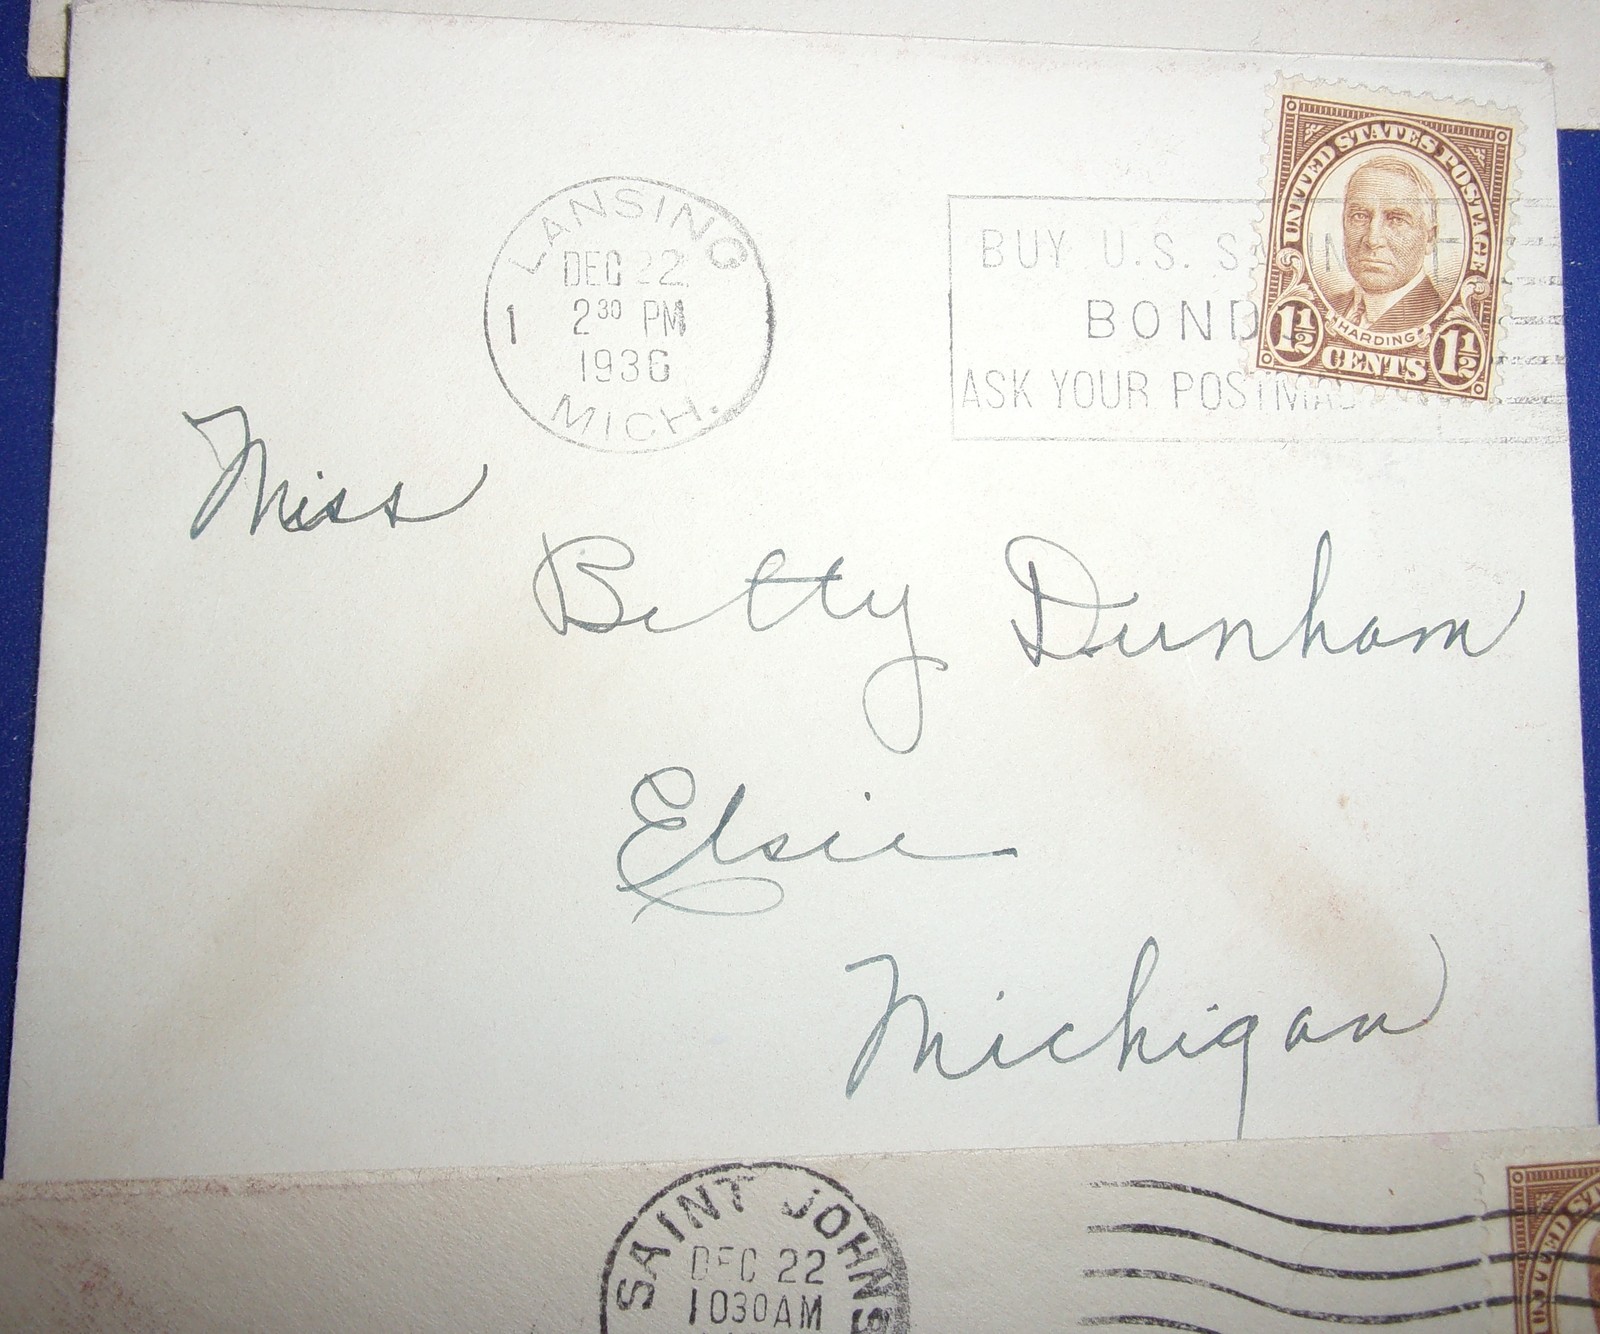 LANSING
DEC 22
2 30 PM
1
1936
MICH.
BUY U.S.
BOND
ASK YOUR
UNITED STATES POSTAGE
HARDING
1½ CENTS 1½
Miss
Betty Dunham
Elsie
Michigan
SAINT JOHNS
DEC 22
1030AM